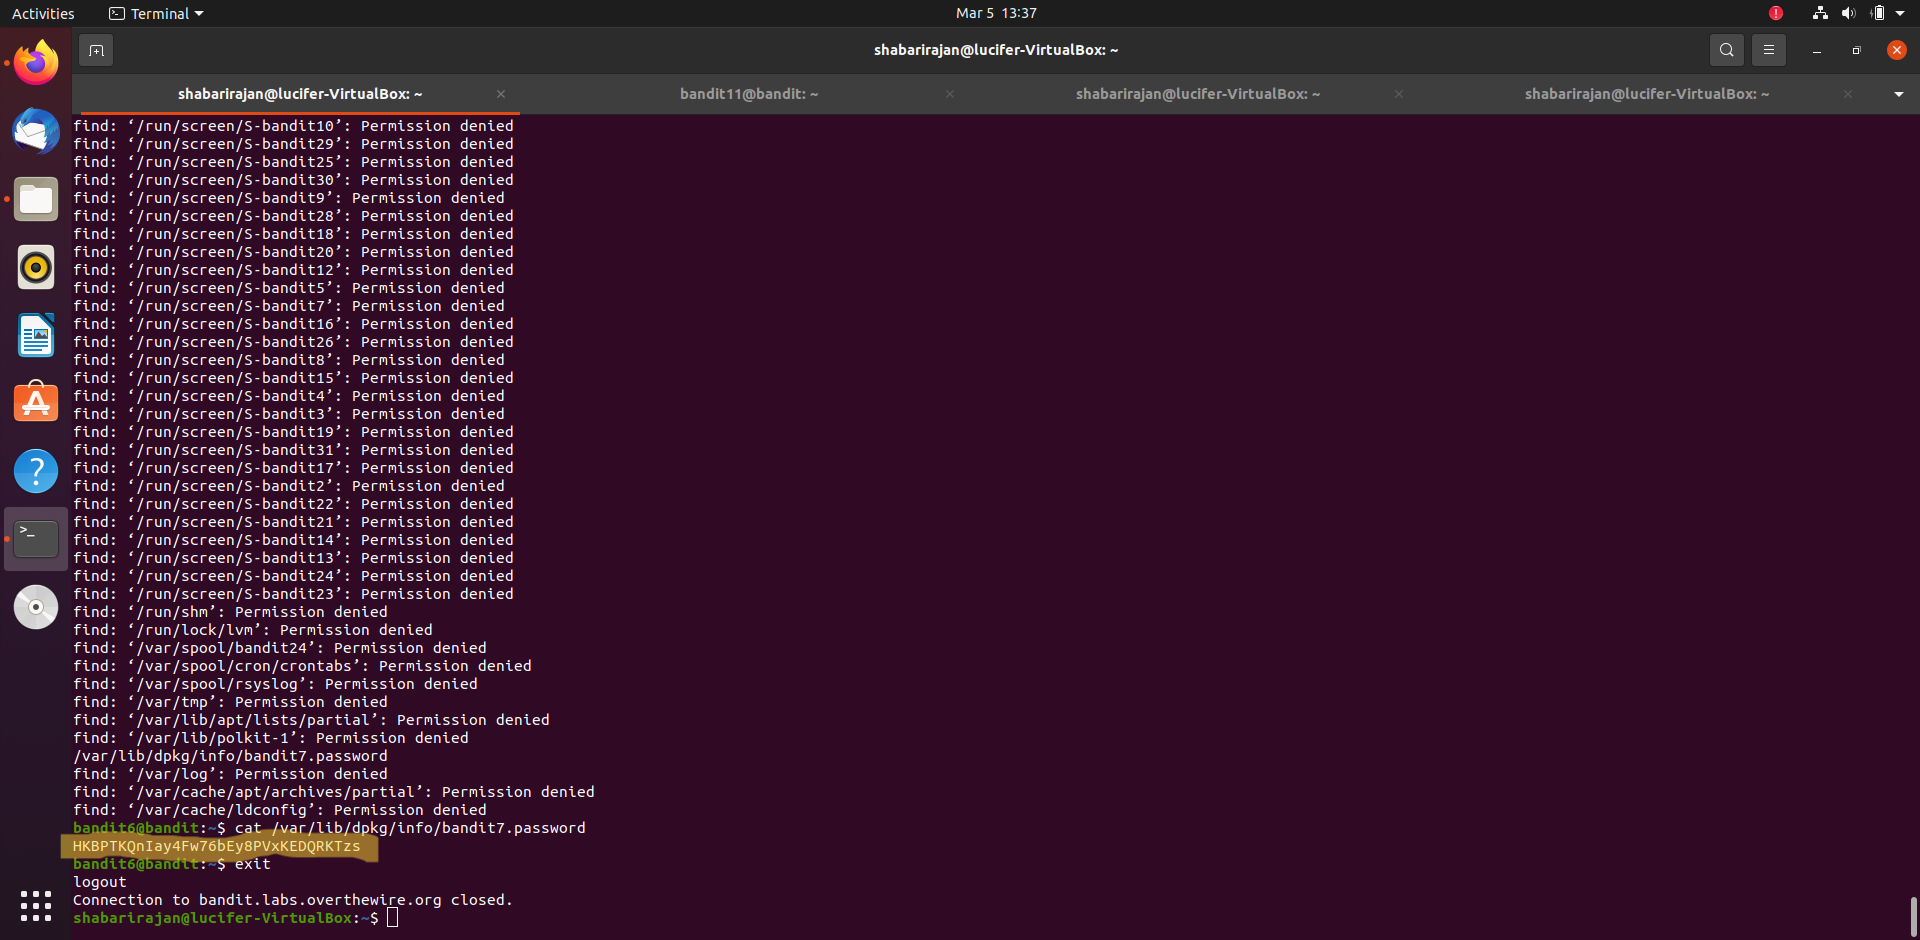 Activities
Terminal
Mar 5 13:37
shabarirajan@lucifer-VirtualBox: ~
shabarirajan@lucifer-VirtualBox: ~
bandit11@bandit: ~
shabarirajan@lucifer-VirtualBox: ~
shabarirajan@lucifer-VirtualBox: ~
find: ‘/run/screen/S-bandit10’: Permission denied
find: ‘/run/screen/S-bandit29’: Permission denied
find: ‘/run/screen/S-bandit25’: Permission denied
find: ‘/run/screen/S-bandit30’: Permission denied
find: ‘/run/screen/S-bandit9’: Permission denied
find: ‘/run/screen/S-bandit28’: Permission denied
find: ‘/run/screen/S-bandit18’: Permission denied
find: ‘/run/screen/S-bandit20’: Permission denied
find: ‘/run/screen/S-bandit12’: Permission denied
find: ‘/run/screen/S-bandit5’: Permission denied
find: ‘/run/screen/S-bandit7’: Permission denied
find: ‘/run/screen/S-bandit16’: Permission denied
find: ‘/run/screen/S-bandit26’: Permission denied
find: ‘/run/screen/S-bandit8’: Permission denied
find: ‘/run/screen/S-bandit15’: Permission denied
find: ‘/run/screen/S-bandit4’: Permission denied
find: ‘/run/screen/S-bandit3’: Permission denied
find: ‘/run/screen/S-bandit19’: Permission denied
find: ‘/run/screen/S-bandit31’: Permission denied
find: ‘/run/screen/S-bandit17’: Permission denied
find: ‘/run/screen/S-bandit2’: Permission denied
find: ‘/run/screen/S-bandit22’: Permission denied
find: ‘/run/screen/S-bandit21’: Permission denied
find: ‘/run/screen/S-bandit14’: Permission denied
find: ‘/run/screen/S-bandit13’: Permission denied
find: ‘/run/screen/S-bandit24’: Permission denied
find: ‘/run/screen/S-bandit23’: Permission denied
find: ‘/run/shm’: Permission denied
find: ‘/run/lock/lvm’: Permission denied
find: ‘/var/spool/bandit24’: Permission denied
find: ‘/var/spool/cron/crontabs’: Permission denied
find: ‘/var/spool/rsyslog’: Permission denied
find: ‘/var/tmp’: Permission denied
find: ‘/var/lib/apt/lists/partial’: Permission denied
find: ‘/var/lib/polkit-1’: Permission denied
/var/lib/dpkg/info/bandit7.password
find: ‘/var/log’: Permission denied
find: ‘/var/cache/apt/archives/partial’: Permission denied
find: ‘/var/cache/ldconfig’: Permission denied
bandit6@bandit:~$ cat /var/lib/dpkg/info/bandit7.password
HKBPTKQnIay4Fw76bEy8PVxKEDQRKTzs
bandit6@bandit:~$ exit
logout
Connection to bandit.labs.overthewire.org closed.
shabarirajan@lucifer-VirtualBox:~$